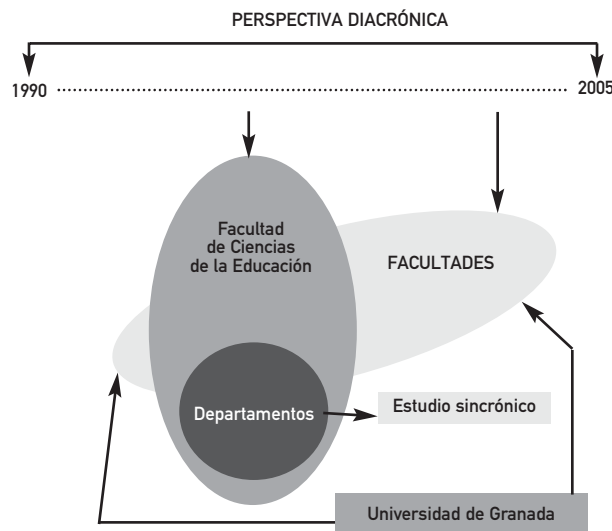 PERSPECTIVA DIACRÓNICA
1990
2005
Facultad
de Ciencias
de la Educación
FACULTADES
Departamentos
Estudio sincrónico
Universidad de Granada